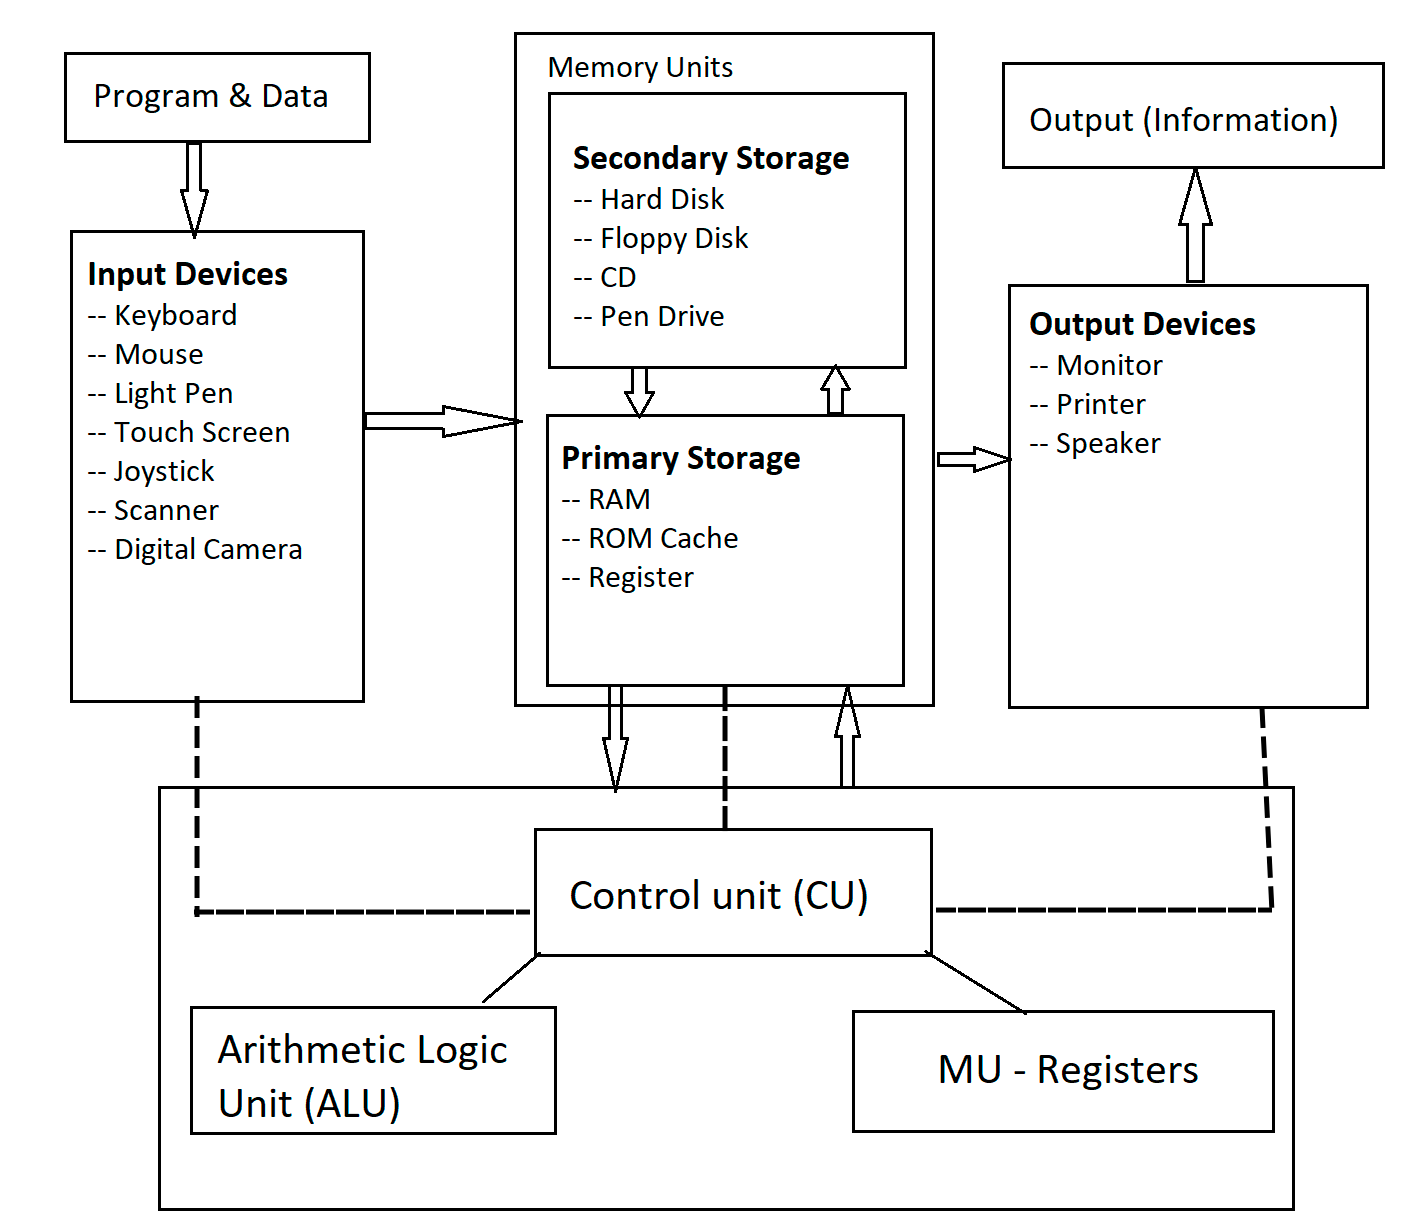 Program & Data
Input Devices
-- Keyboard
-- Mouse
-- Light Pen
-- Touch Screen
-- Joystick
-- Scanner
-- Digital Camera
Memory Units
Secondary Storage
-- Hard Disk
-- Floppy Disk
-- CD
-- Pen Drive
Primary Storage
-- RAM
-- ROM Cache
-- Register
Output (Information)
Output Devices
-- Monitor
-- Printer
-- Speaker
Control unit (CU)
Arithmetic Logic
Unit (ALU)
MU - Registers